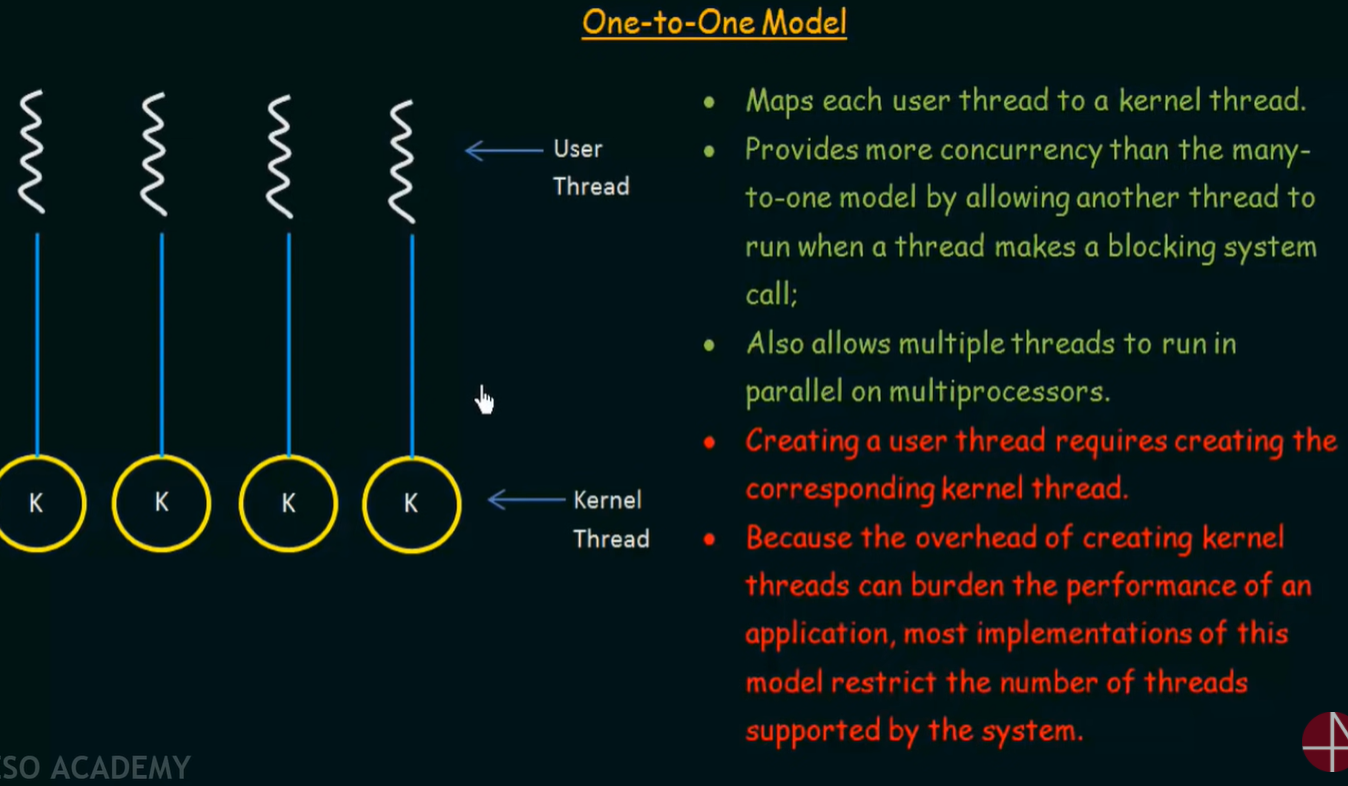 One-to-One Model
User
Thread
K
K
K
K
Kernel
Thread
• Maps each user thread to a kernel thread.
• Provides more concurrency than the many-
to-one model by allowing another thread to
run when a thread makes a blocking system
call;
• Also allows multiple threads to run in
parallel on multiprocessors.
• Creating a user thread requires creating the
corresponding kernel thread.
• Because the overhead of creating kernel
threads can burden the performance of an
application, most implementations of this
model restrict the number of threads
supported by the system.
ESO ACADEMY
N